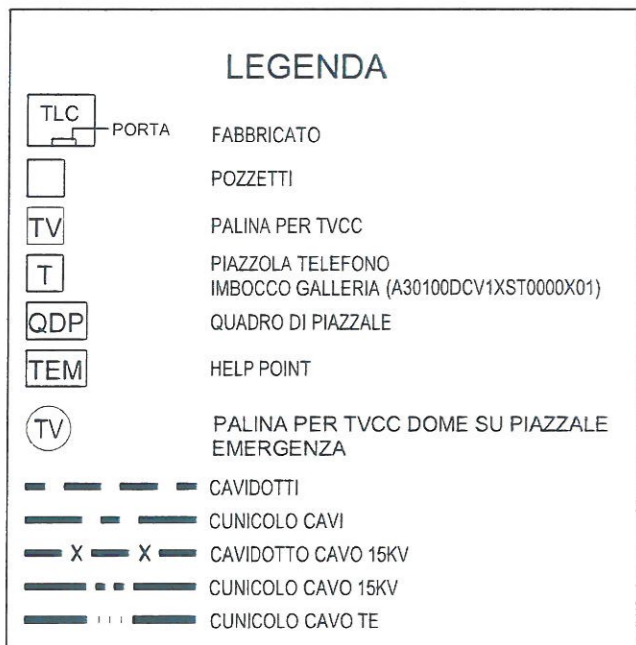 LEGENDA
TLC
PORTA
FABBRICATO
POZZETTI
TV PALINA PER TVCC
T PIAZZOLA TELEFONO
IMBOCCO GALLERIA (A30100DCV1XST0000X01)
QDP QUADRO DI PIAZZALE
TEM HELP POINT
TV PALINA PER TVCC DOME SU PIAZZALE
EMERGENZA
CAVIDOTTI
CUNICOLO CAVI
X X CAVIDOTTO CAVO 15KV
CUNICOLO CAVO 15KV
CUNICOLO CAVO TE